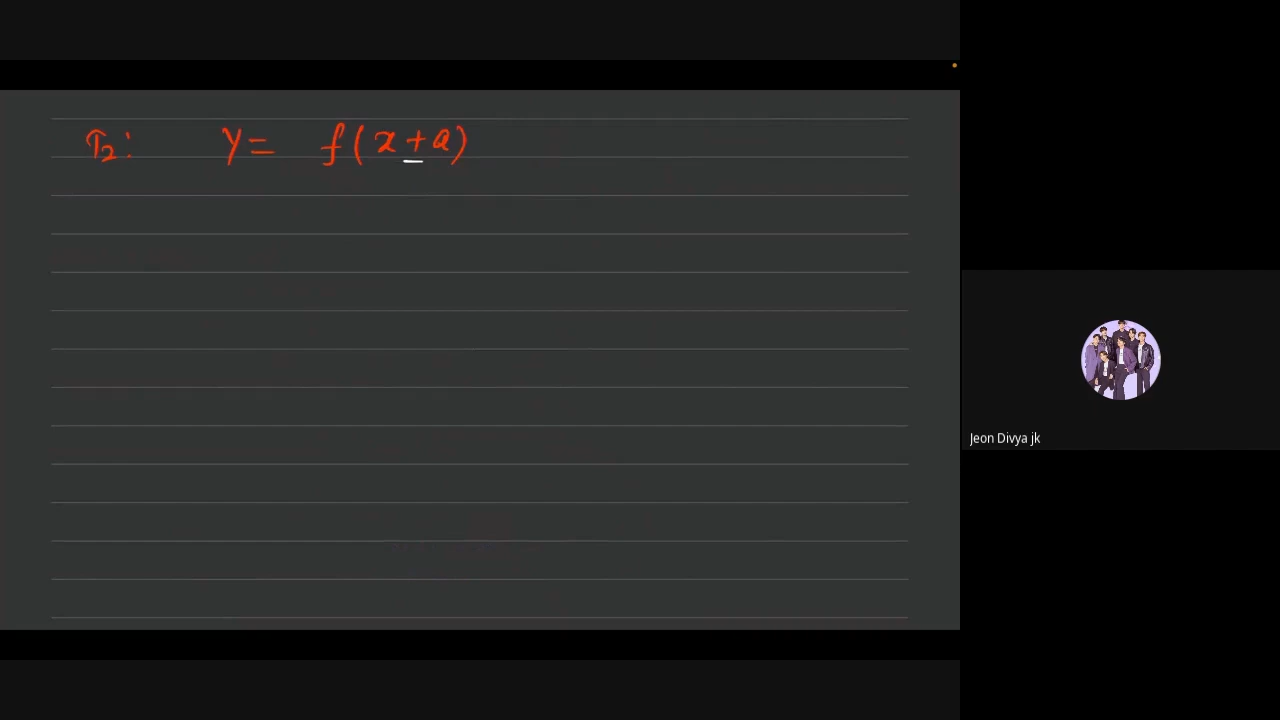 T₂: y = f(x+a)
Jeon Divya jk